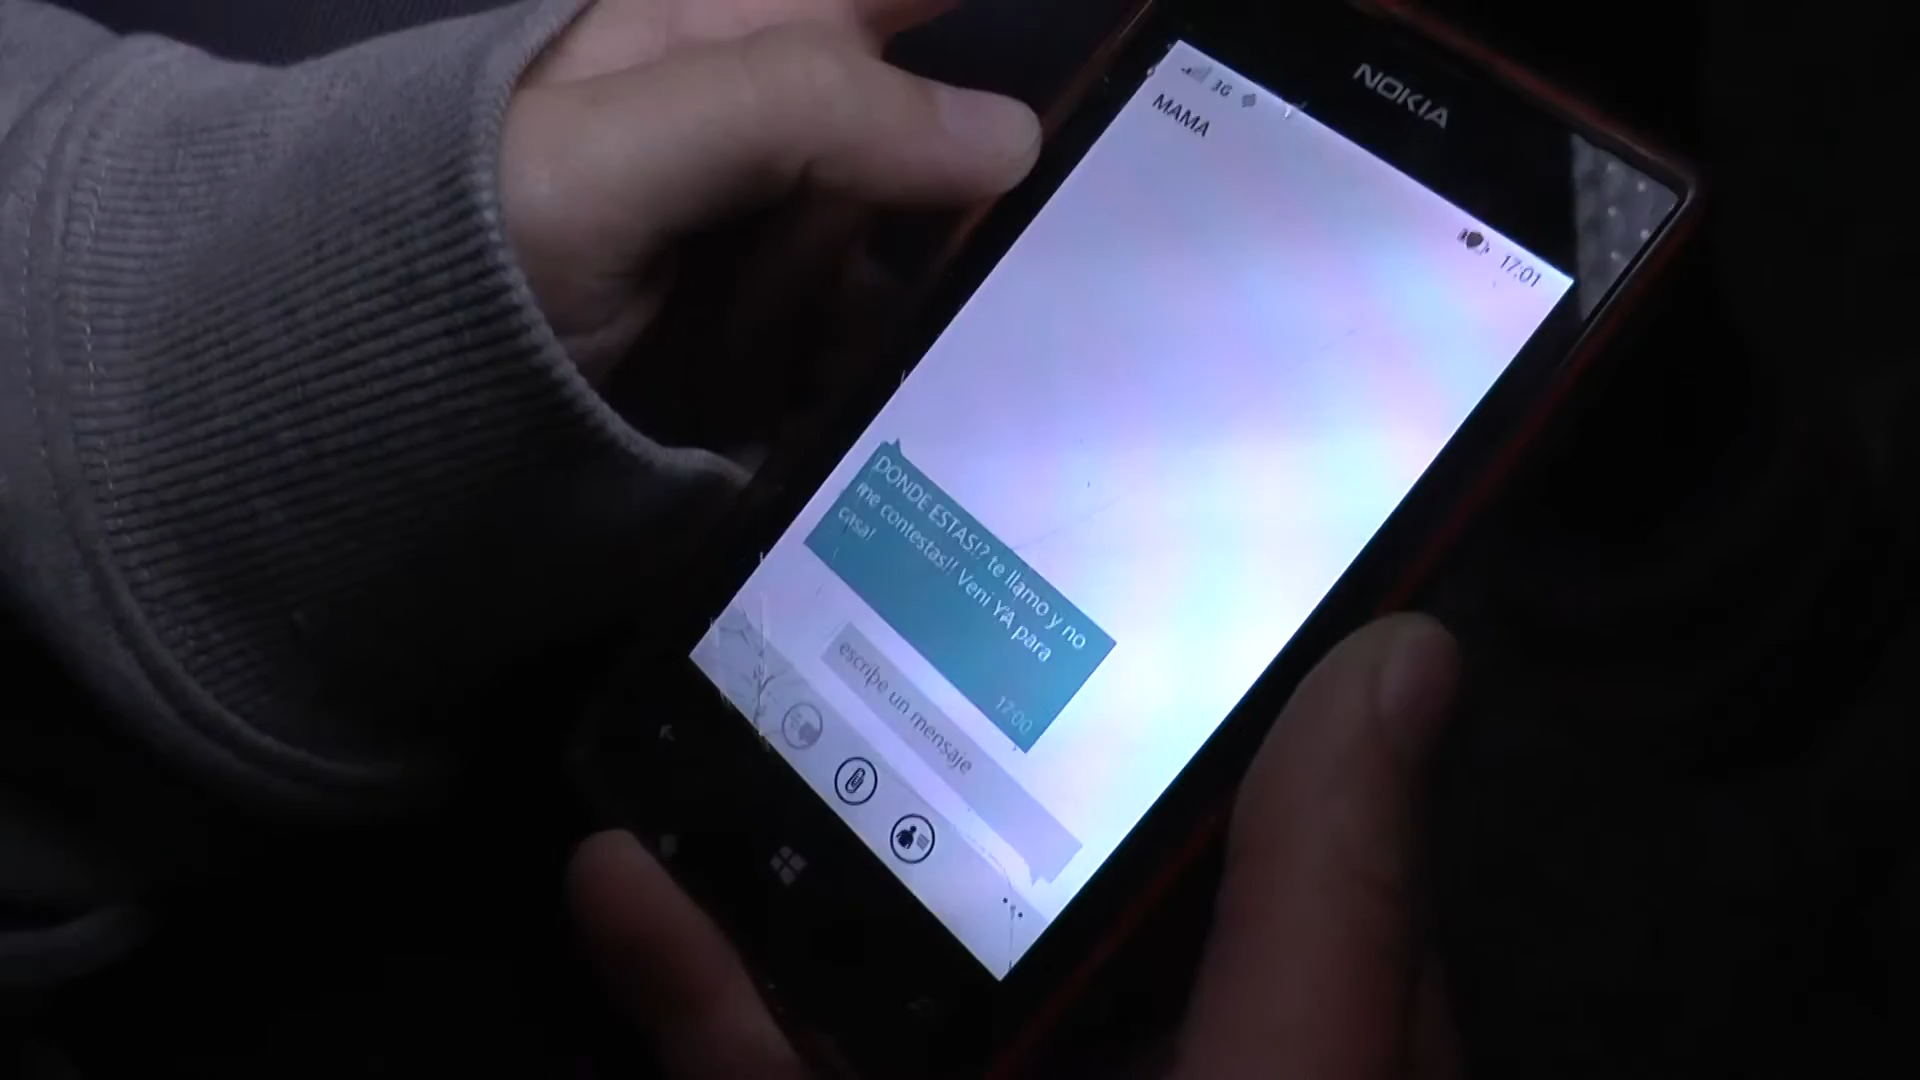 NOKIA
3G
17:01
MAMA
DONDE ESTAS!? te llamo y no
me contestas!! Veni YA para
casa!
17:00
escribe un mensaje